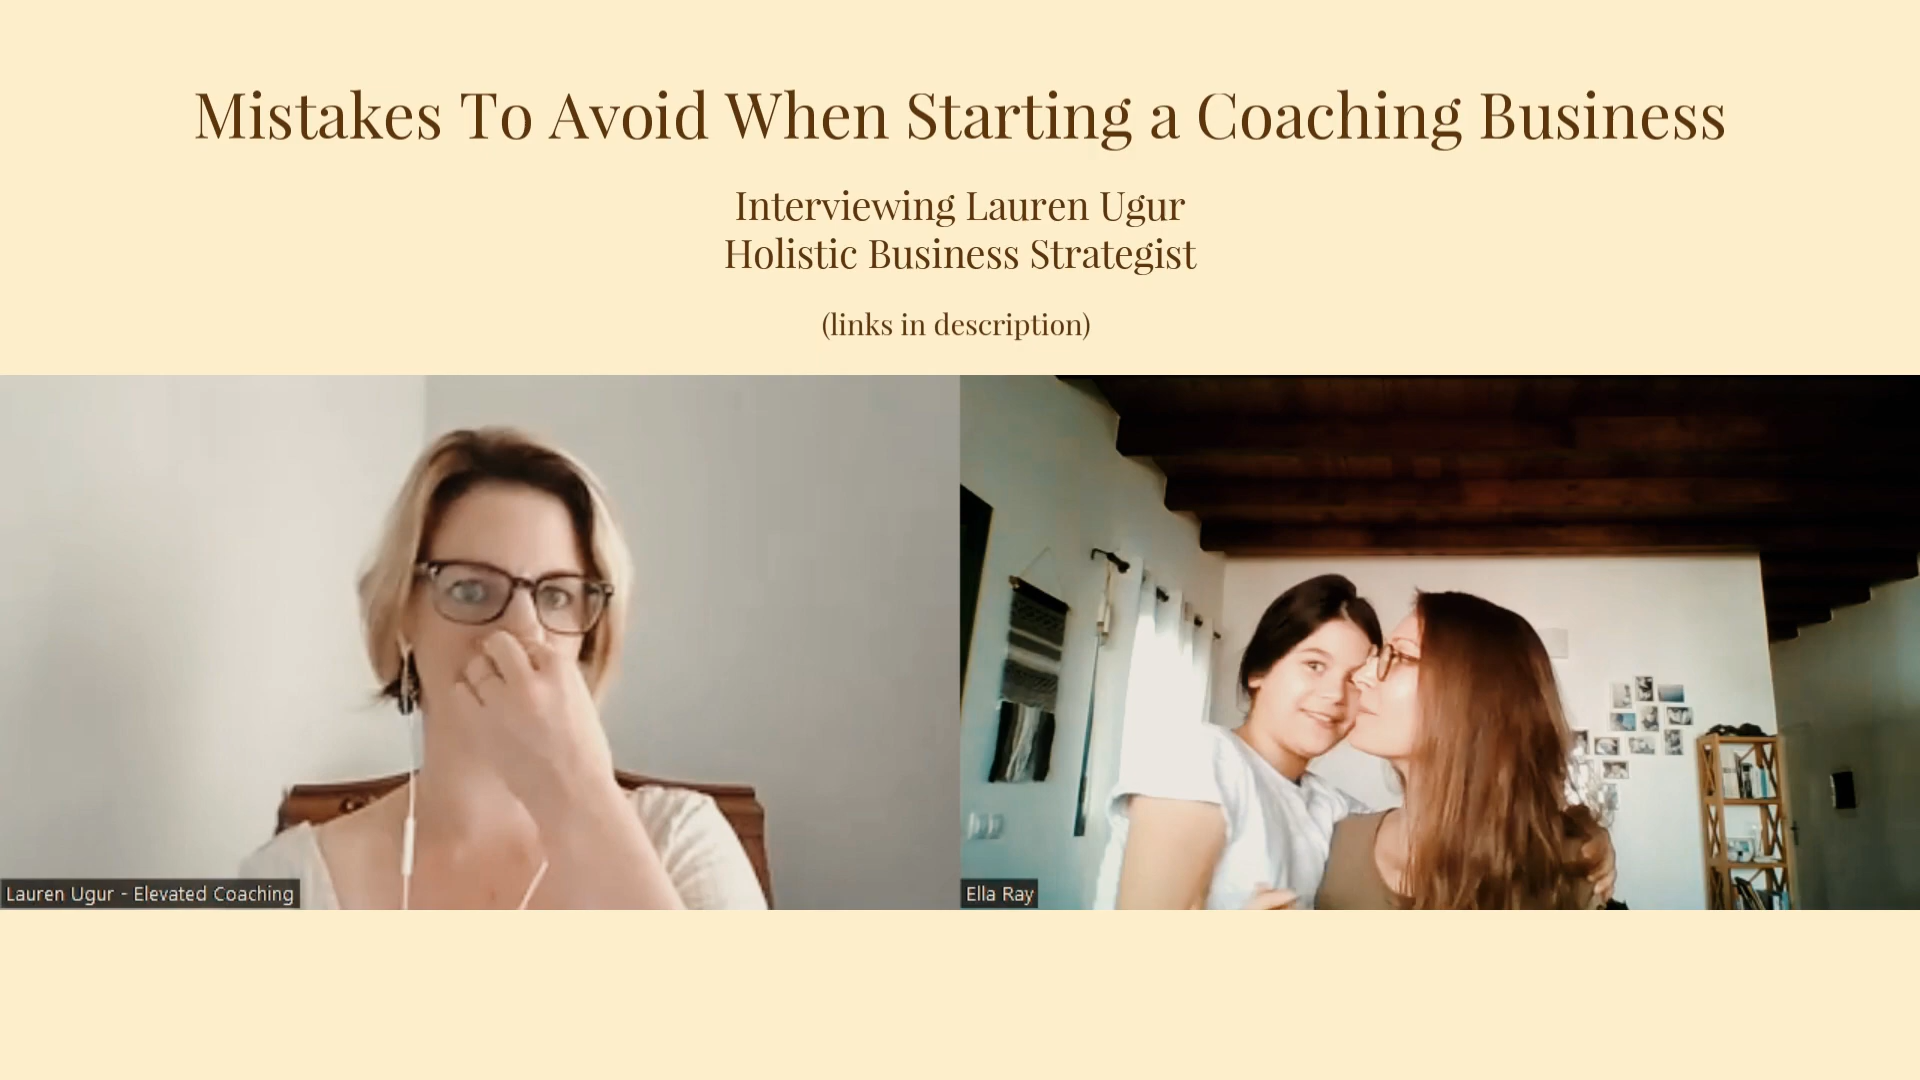 Mistakes To Avoid When Starting a Coaching Business
Interviewing Lauren Ugur
Holistic Business Strategist
(links in description)
Lauren Ugur - Elevated Coaching
Ella Ray